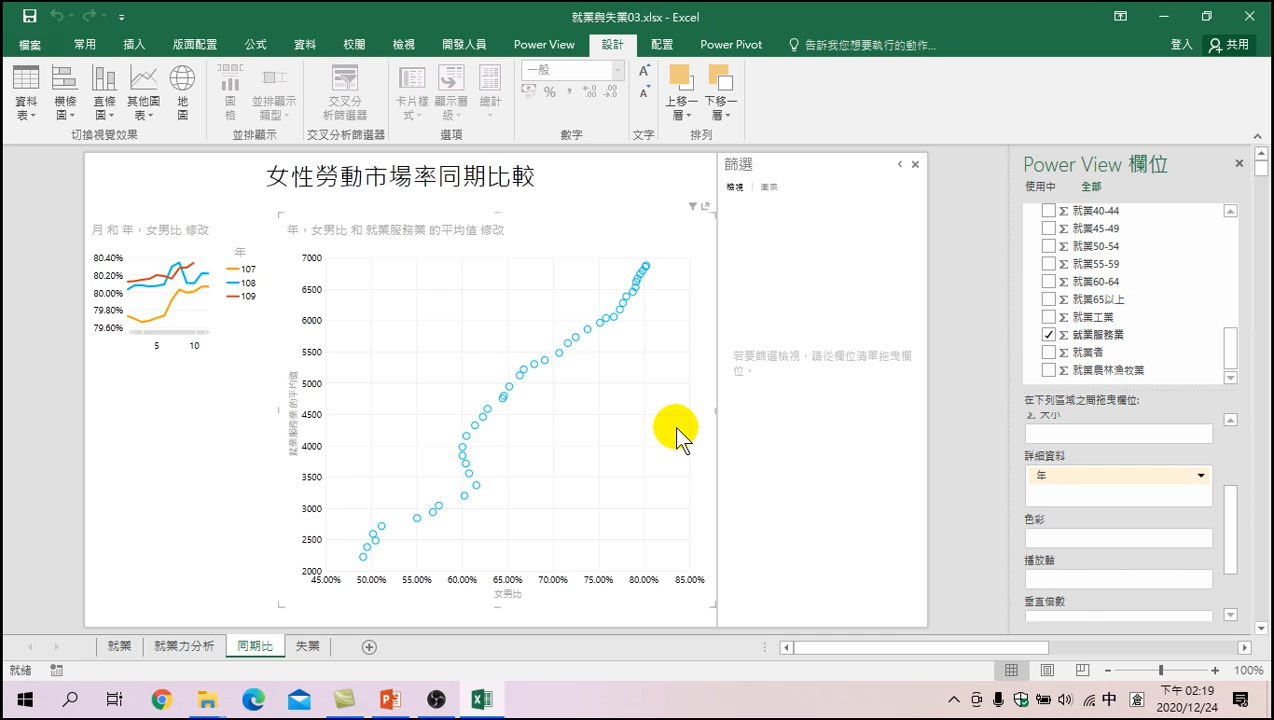 就業與失業03.xlsx - Excel
檔案 常用 插入 版面配置 公式 資料 校閱 檢視 開發人員 Power View 設計 配置 Power Pivot 告訴我您想要執行的動作... 登入 共用
資料表 橫條圖 直條圖 其他圖表 地圖 圖格 並排顯示類型 交叉分析篩選器 卡片樣式 顯示層級 總計 一般 上移一層 下移一層
切換視覺效果 並排顯示 交叉分析篩選器 選項 數字 文字 排列
女性勞動市場率同期比較
月 和 年，女男比 修改
年
107
108
109
80.40%
80.20%
80.00%
79.80%
79.60%
5 10
年，女男比 和 就業服務業 的平均值 修改
就業服務業 的平均值
7000
6500
6000
5500
5000
4500
4000
3500
3000
2500
2000
45.00% 50.00% 55.00% 60.00% 65.00% 70.00% 75.00% 80.00% 85.00%
女男比
篩選
檢視 圖表
若要篩選檢視，請從欄位清單拖曳欄
位。
Power View 欄位
使用中 全部
Σ 就業40-44
Σ 就業45-49
Σ 就業50-54
Σ 就業55-59
Σ 就業60-64
Σ 就業65以上
Σ 就業工業
Σ 就業服務業
Σ 就業者
Σ 就業農林漁牧業
在下列區域之間拖曳欄位:
Σ 大小
詳細資料
年
色彩
播放軸
垂直倍數
就業 就業力分析 同期比 失業
就緒 100%
中 倉 下午 02:19
2020/12/24